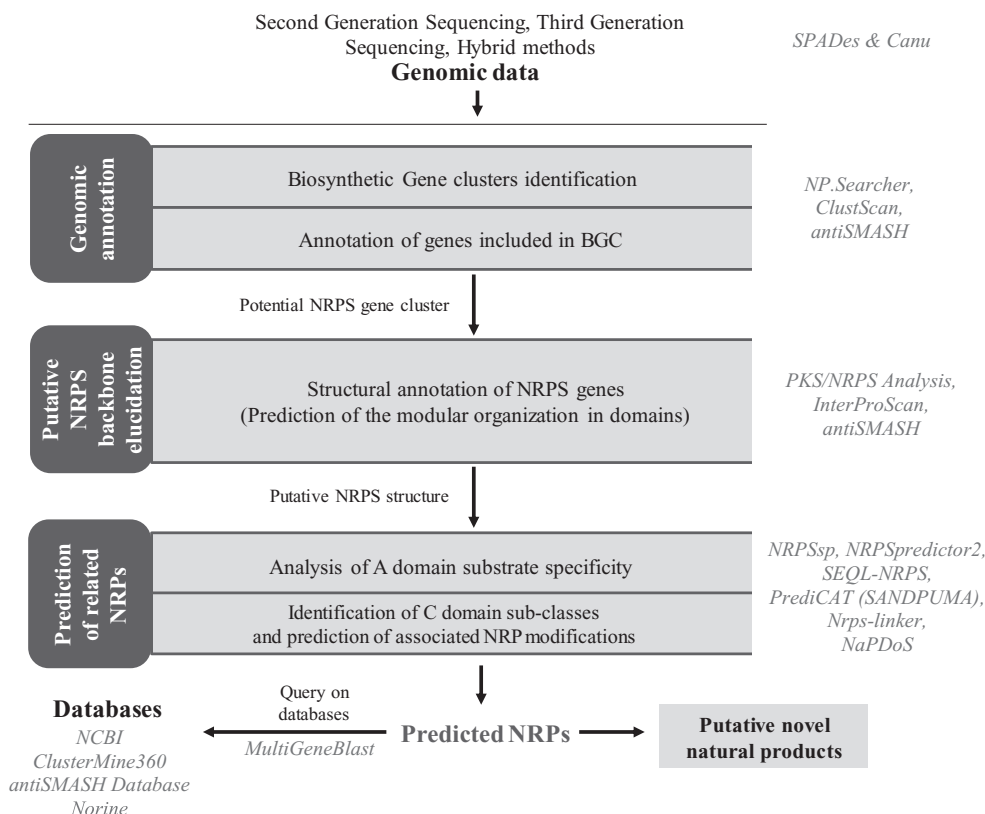 Second Generation Sequencing, Third Generation
Sequencing, Hybrid methods
Genomic data
SPADes & Canu
Genomic
annotation
Biosynthetic Gene clusters identification
Annotation of genes included in BGC
NP.Searcher,
ClustScan,
antiSMASH
Potential NRPS gene cluster
Putative
NRPS
backbone
elucidation
Structural annotation of NRPS genes
(Prediction of the modular organization in domains)
PKS/NRPS Analysis,
InterProScan,
antiSMASH
Putative NRPS structure
Prediction
of related
NRPs
Analysis of A domain substrate specificity
Identification of C domain sub-classes
and prediction of associated NRP modifications
NRPSsp, NRPSpredictor2,
SEQL-NRPS,
PrediCAT (SANDPUMA),
Nrps-linker,
NaPDoS
Databases
NCBI
ClusterMine360
antiSMASH Database
Norine
Query on
databases
MultiGeneBlast
Predicted NRPs
Putative novel
natural products